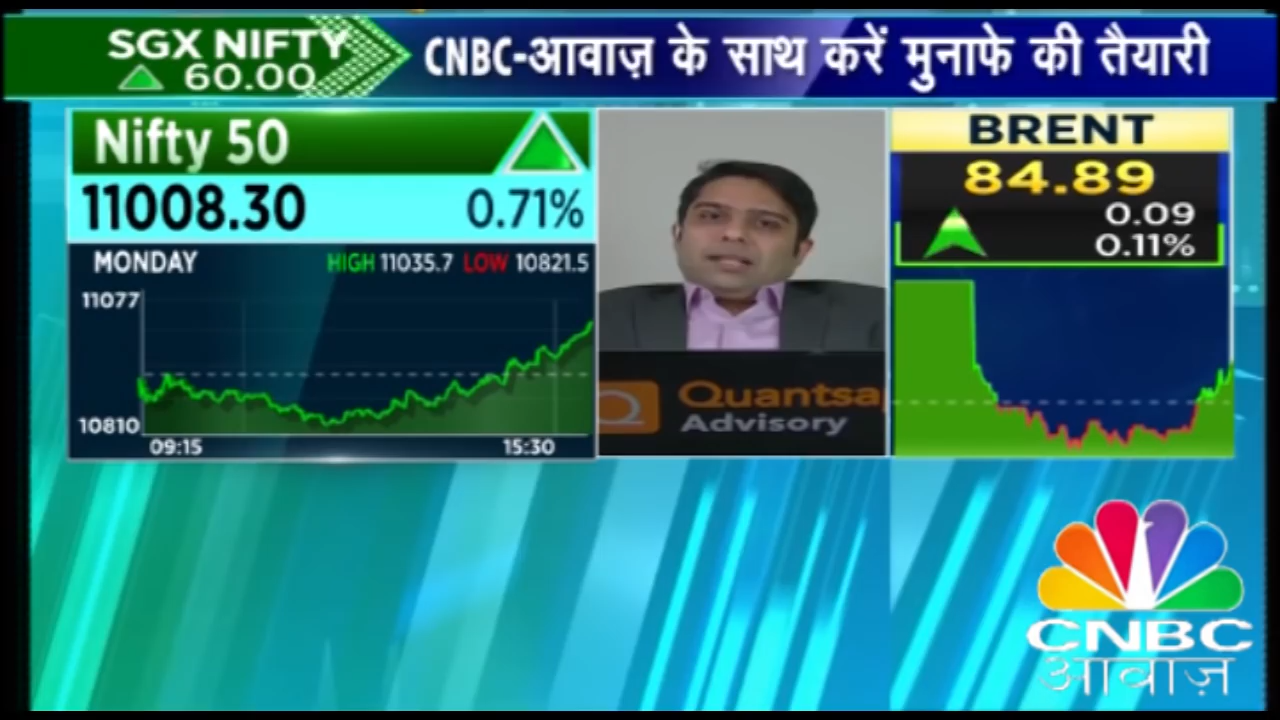 SGX NIFTY
60.00
CNBC-आवाज़ के साथ करें मुनाफे की तैयारी
Nifty 50
11008.30 0.71%
MONDAY HIGH 11035.7 LOW 10821.5
11077
10810
09:15 15:30
Quantsa
Advisory
BRENT
84.89
0.09
0.11%
CNBC
आवाज़